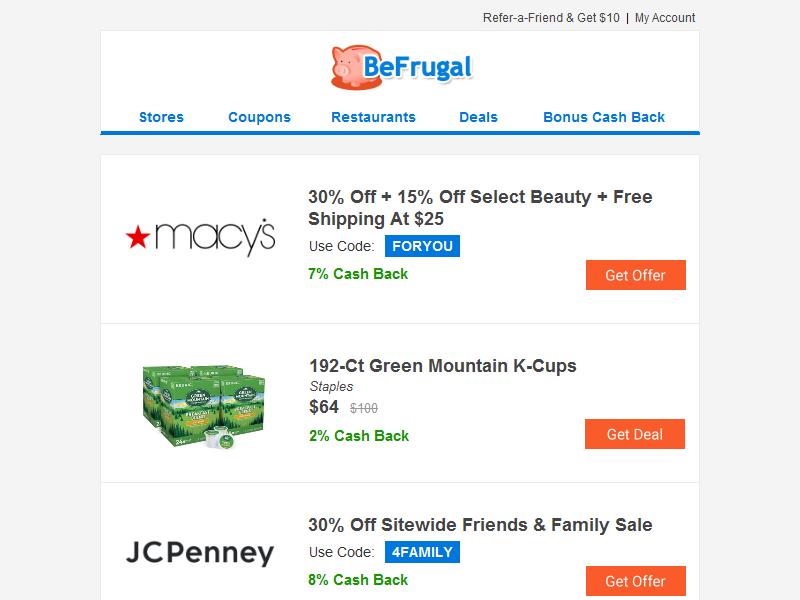 Refer-a-Friend & Get $10 | My Account
BeFrugal
Stores Coupons Restaurants Deals Bonus Cash Back
★macy's
30% Off + 15% Off Select Beauty + Free
Shipping At $25
Use Code: FORYOU
7% Cash Back
Get Offer
GREEN MOUNTAIN
192-Ct Green Mountain K-Cups
Staples
$64 $100
2% Cash Back
Get Deal
JCPenney
30% Off Sitewide Friends & Family Sale
Use Code: 4FAMILY
8% Cash Back
Get Offer